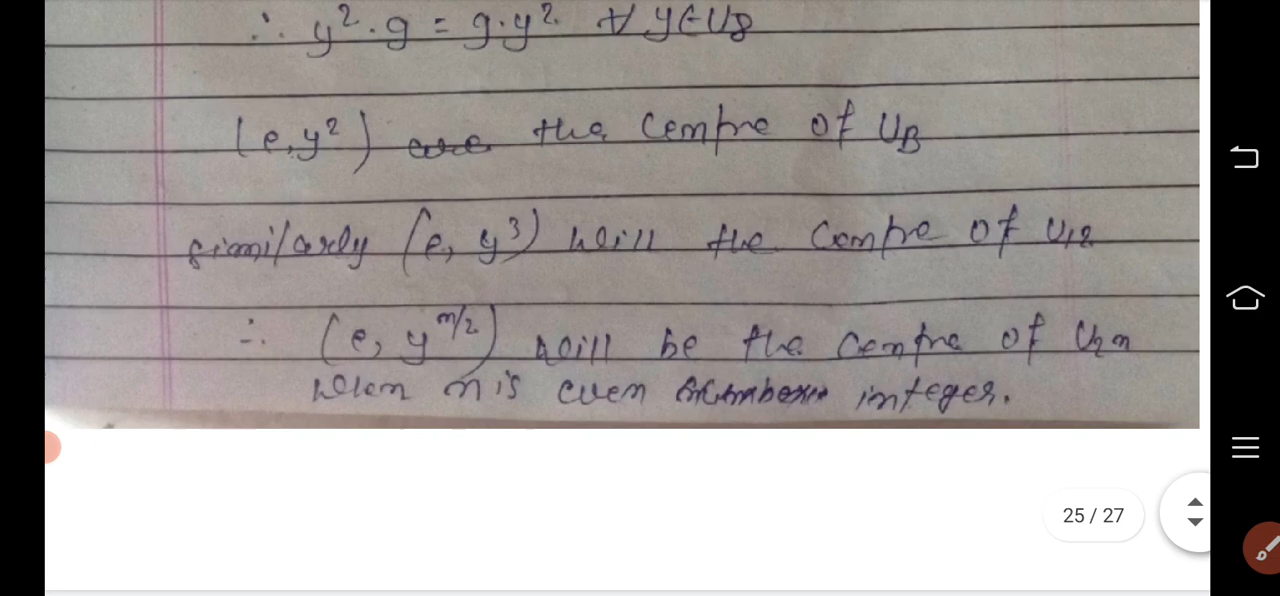 ∴ y². g = g.y² ∀ y∈U8
(e, y²) are the Centre of U8
similarly (e, y³) will the Centre of U12
∴ (e, y^n/2) will be the Centre of U2n
when n is even integer.
25 / 27